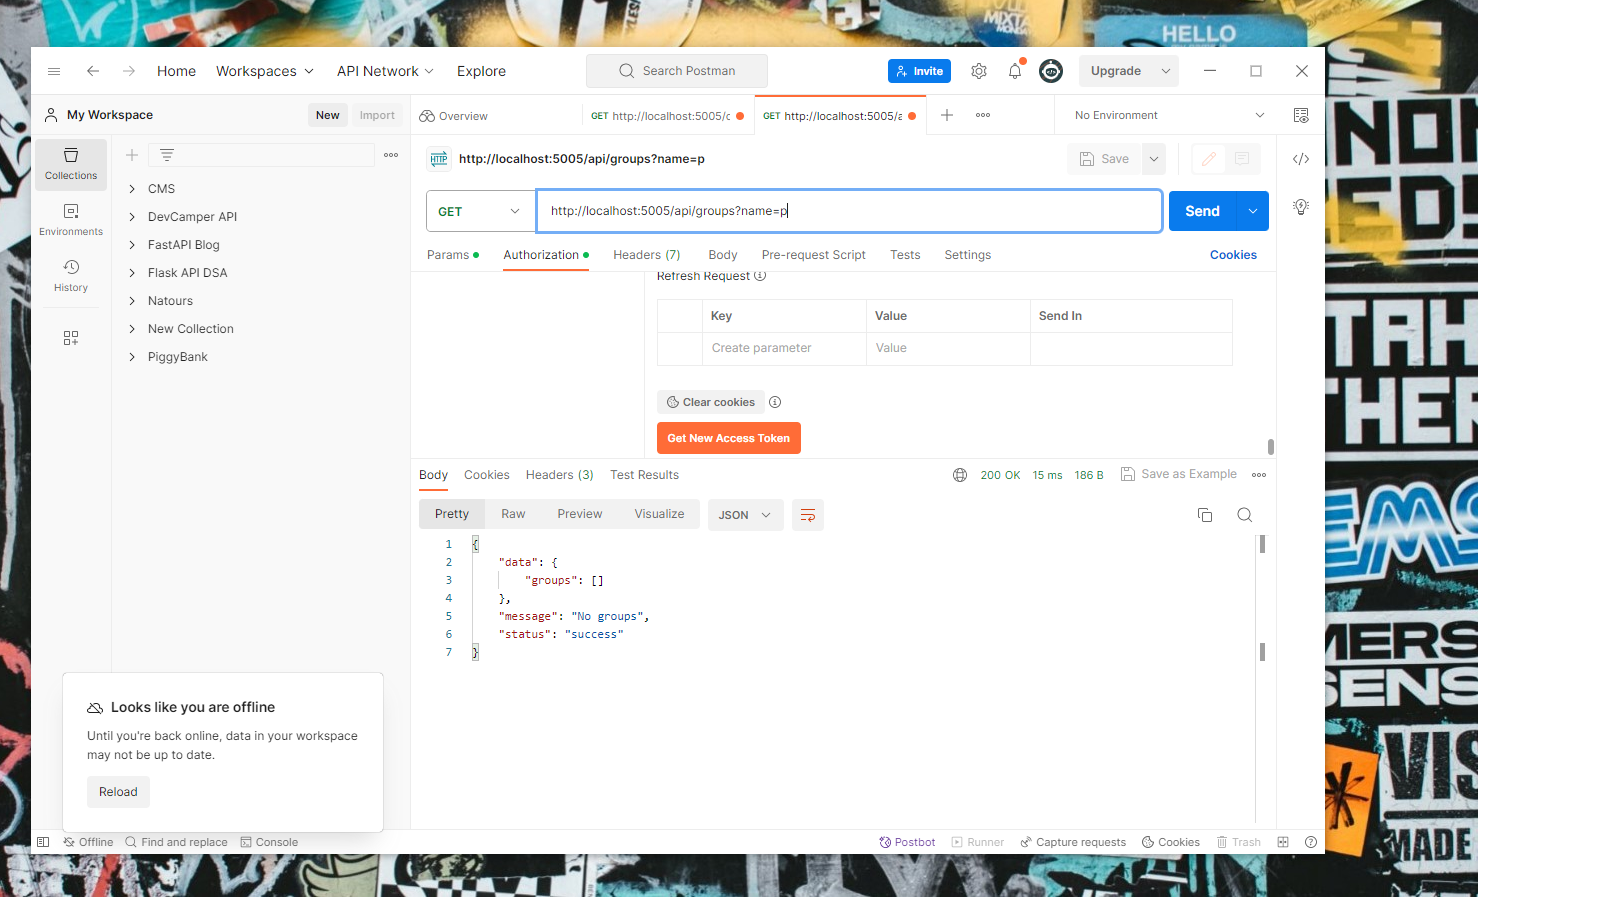 Home
Workspaces
API Network
Explore
Search Postman
Invite
Upgrade
My Workspace
New
Import
Overview
GET http://localhost:5005/c
GET http://localhost:5005/a
No Environment
Collections
Environments
History
CMS
DevCamper API
FastAPI Blog
Flask API DSA
Natours
New Collection
PiggyBank
HTTP
http://localhost:5005/api/groups?name=p
Save
GET
http://localhost:5005/api/groups?name=p
Send
Params
Authorization
Headers (7)
Body
Pre-request Script
Tests
Settings
Cookies
Refresh Request
Key
Value
Send In
Create parameter
Value
Clear cookies
Get New Access Token
Body
Cookies
Headers (3)
Test Results
200 OK
15 ms
186 B
Save as Example
Pretty
Raw
Preview
Visualize
JSON
1 {
2 "data": {
3 "groups": []
4 },
5 "message": "No groups",
6 "status": "success"
7 }
Looks like you are offline
Until you're back online, data in your workspace
may not be up to date.
Reload
Offline
Find and replace
Console
Postbot
Runner
Capture requests
Cookies
Trash
HELLO
MADE